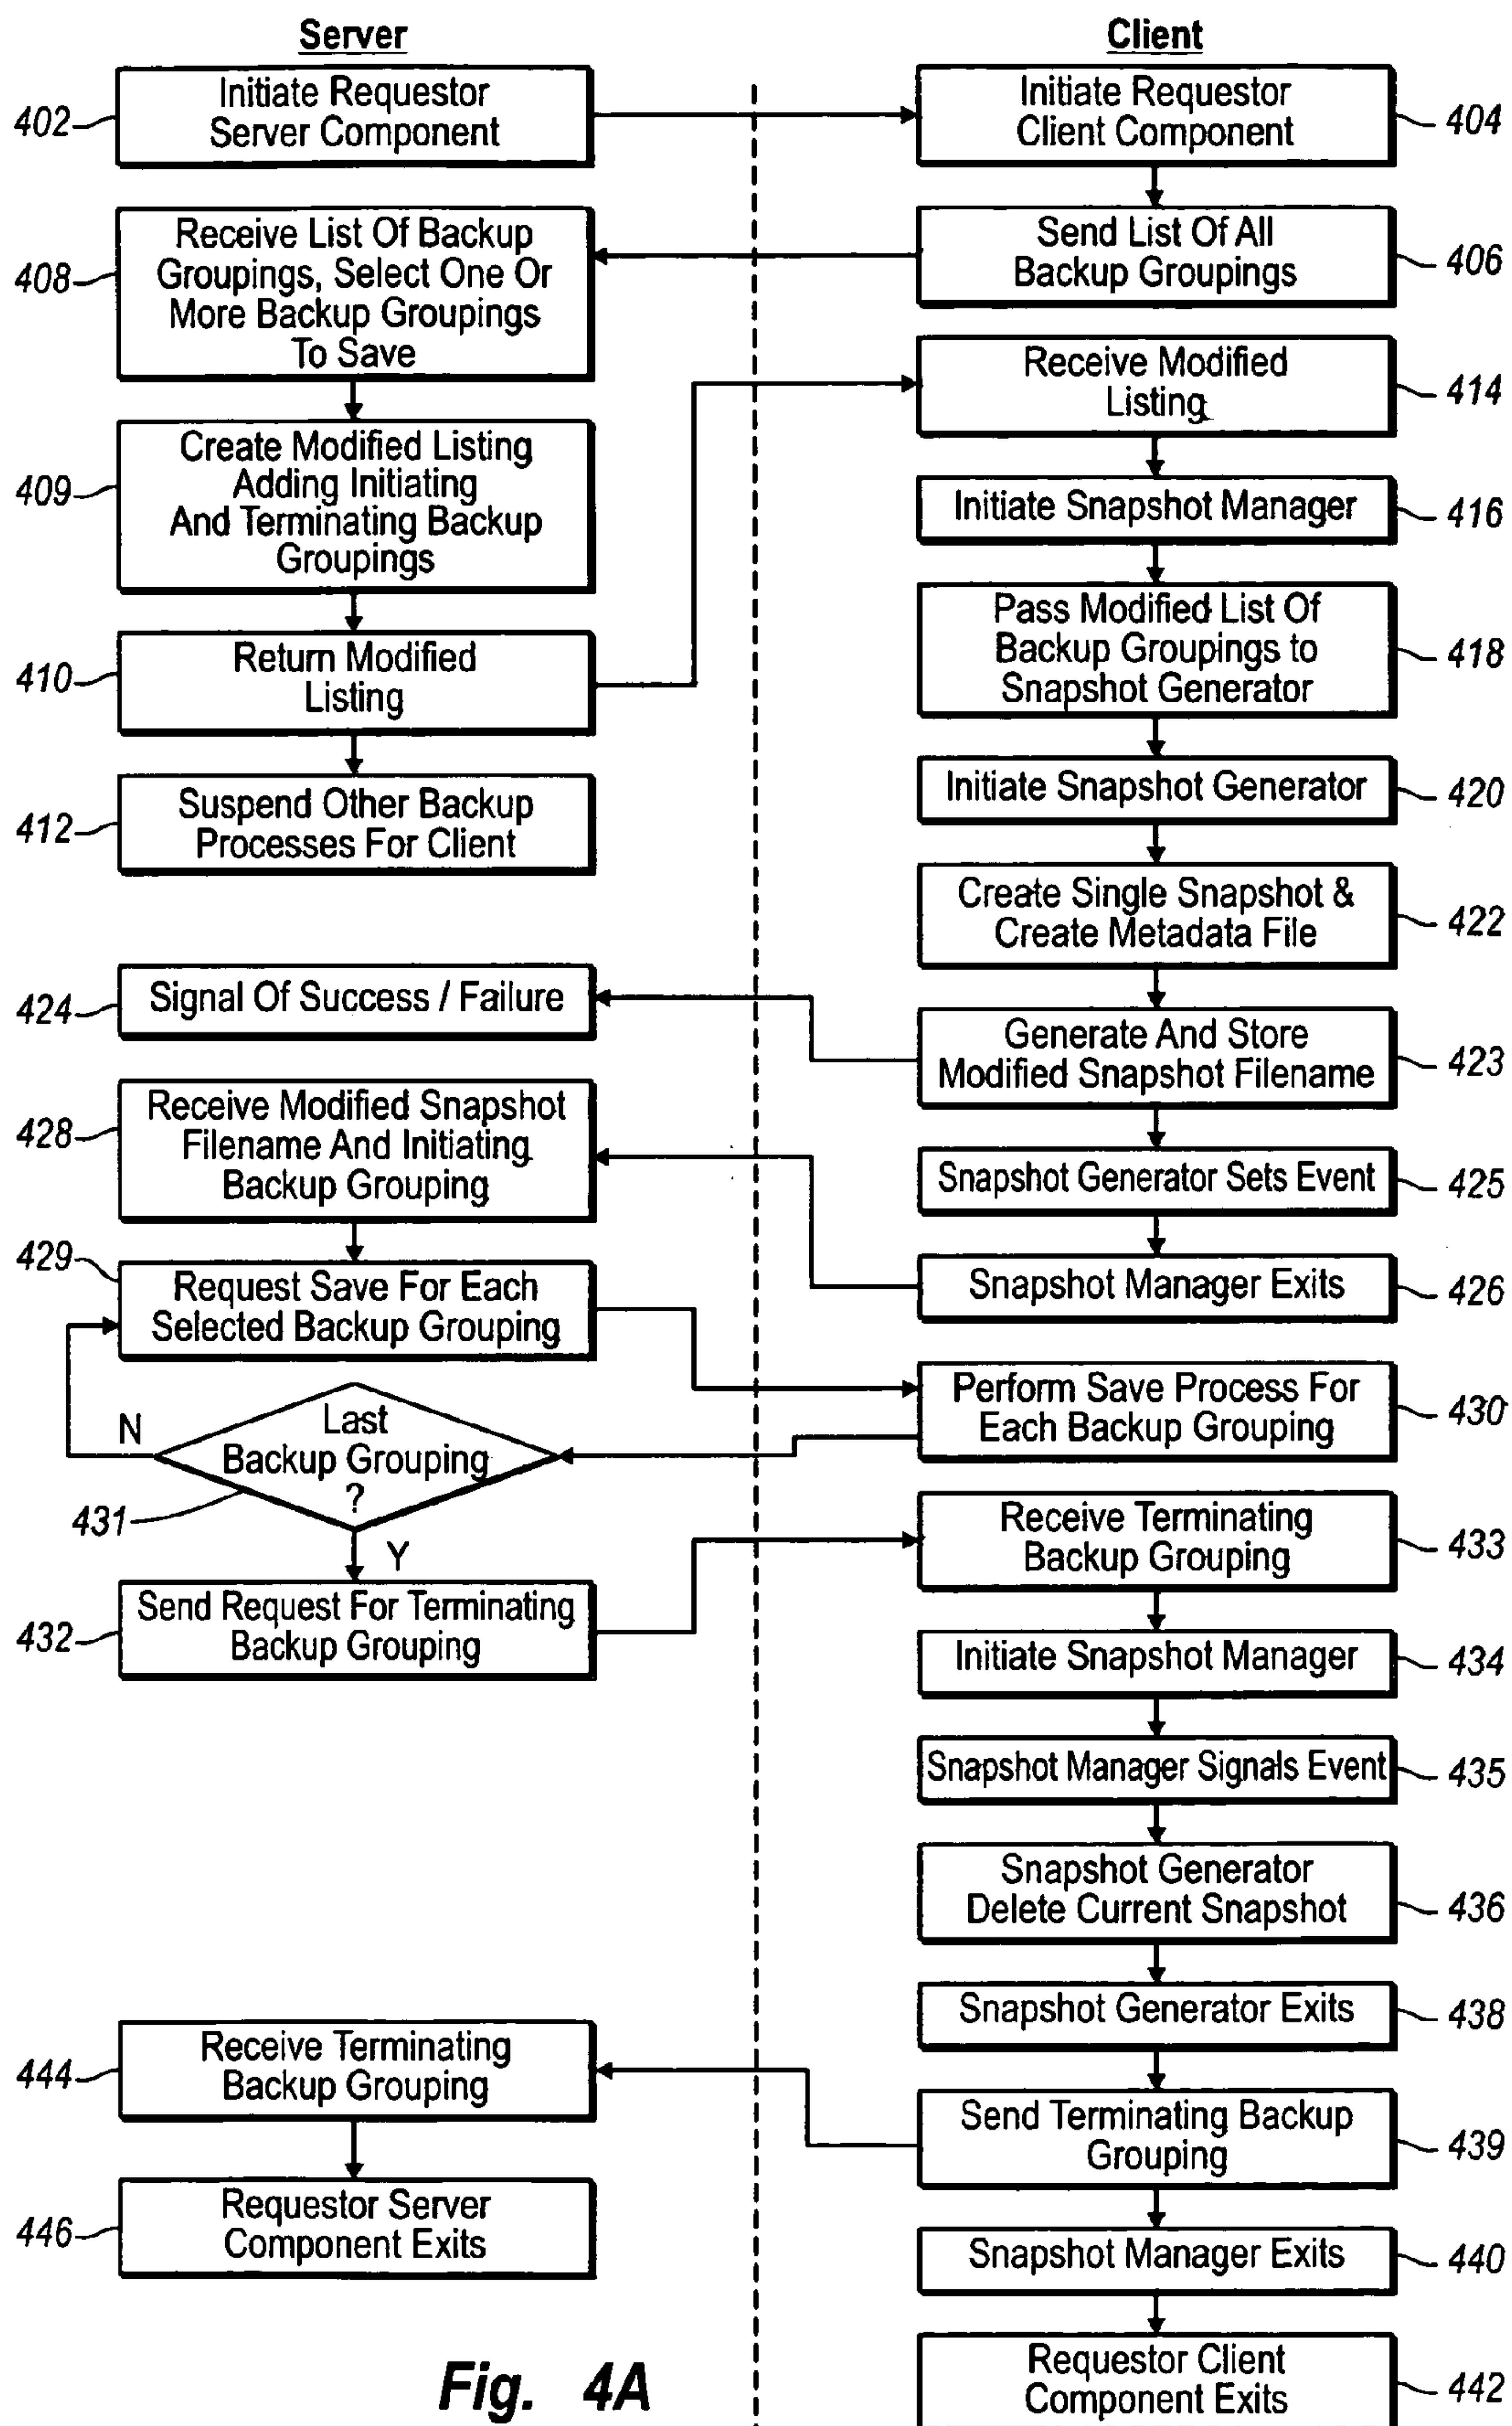 Server
Client
402
Initiate Requestor
Server Component
Initiate Requestor
Client Component
404
408
Receive List Of Backup
Groupings, Select One Or
More Backup Groupings
To Save
Send List Of All
Backup Groupings
406
Receive Modified
Listing
414
409
Create Modified Listing
Adding Initiating
And Terminating Backup
Groupings
Initiate Snapshot Manager
416
410
Return Modified
Listing
Pass Modified List Of
Backup Groupings to
Snapshot Generator
418
412
Suspend Other Backup
Processes For Client
Initiate Snapshot Generator
420
Create Single Snapshot &
Create Metadata File
422
424
Signal Of Success / Failure
Generate And Store
Modified Snapshot Filename
423
428
Receive Modified Snapshot
Filename And Initiating
Backup Grouping
Snapshot Generator Sets Event
425
429
Request Save For Each
Selected Backup Grouping
Snapshot Manager Exits
426
N
Last
Backup Grouping
?
431
Y
Perform Save Process For
Each Backup Grouping
430
Receive Terminating
Backup Grouping
433
432
Send Request For Terminating
Backup Grouping
Initiate Snapshot Manager
434
Snapshot Manager Signals Event
435
Snapshot Generator
Delete Current Snapshot
436
Snapshot Generator Exits
438
444
Receive Terminating
Backup Grouping
Send Terminating Backup
Grouping
439
446
Requestor Server
Component Exits
Snapshot Manager Exits
440
Requestor Client
Component Exits
442
Fig. 4A